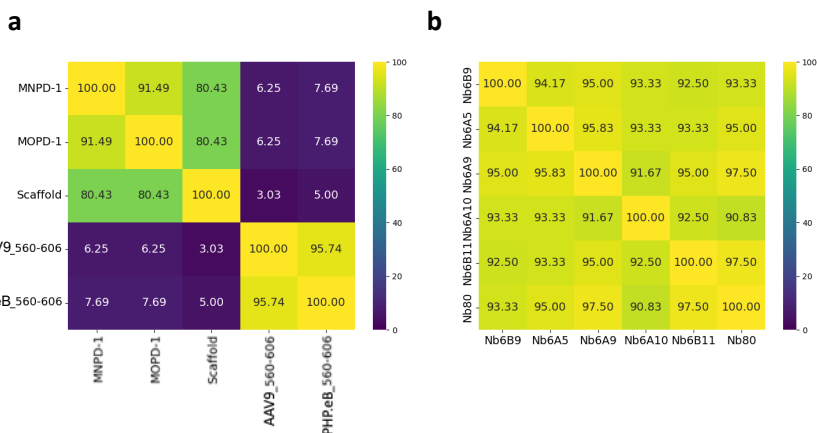 a
b
MNPD-1 100.00 91.49 80.43 6.25 7.69
MOPD-1 91.49 100.00 80.43 6.25 7.69
Scaffold 80.43 80.43 100.00 3.03 5.00
/9_560-606 6.25 6.25 3.03 100.00 95.74
eB_560-606 7.69 7.69 5.00 95.74 100.00
MNPD-1 MOPD-1 Scaffold AAV9_560-606 PHP.eB_560-606
100
80
60
40
20
0
Nb6B9 100.00 94.17 95.00 93.33 92.50 93.33
Nb6A5 94.17 100.00 95.83 93.33 93.33 95.00
Nb6A9 95.00 95.83 100.00 91.67 95.00 97.50
Nb6A10 93.33 93.33 91.67 100.00 92.50 90.83
Nb6B11 92.50 93.33 95.00 92.50 100.00 97.50
Nb80 93.33 95.00 97.50 90.83 97.50 100.00
Nb6B9 Nb6A5 Nb6A9 Nb6A10 Nb6B11 Nb80
100
80
60
40
20
0